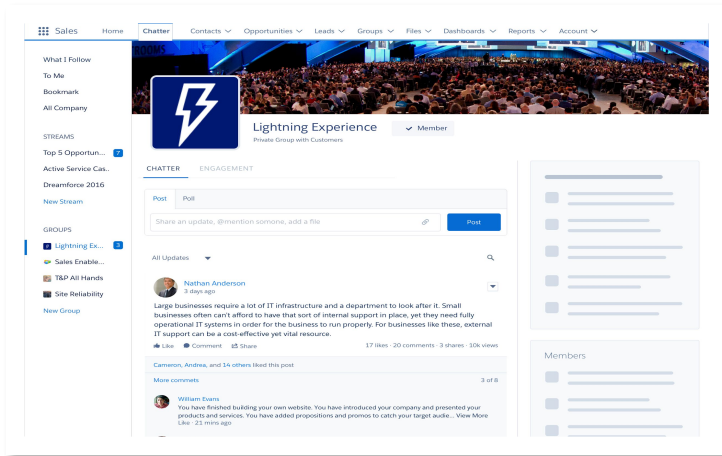 Sales
Home
Chatter
Contacts
Opportunities
Leads
Groups
Files
Dashboards
Reports
Account
What I Follow
To Me
Bookmark
All Company
STREAMS
Top 5 Opportun... 7
Active Service Cas..
Dreamforce 2016
New Stream
GROUPS
Lightning Ex... 3
Sales Enable...
T&P All Hands
Site Reliability
New Group
ROOMS
Lightning Experience
Member
Private Group with Customers
CHATTER
ENGAGEMENT
Post
Poll
Share an update, @mention somone, add a file
Post
All Updates
Nathan Anderson
3 days ago
Large businesses require a lot of IT infrastructure and a department to look after it. Small
businesses often can't afford to have that sort of internal support in place, yet they need fully
operational IT systems in order for the business to run properly. For businesses like these, external
IT support can be a cost-effective yet vital resource.
Like
Comment
Share
17 likes · 20 comments · 3 shares · 10k views
Cameron, Andrea, and 14 others liked this post
More commets
3 of 8
William Evans
You have finished building your own website. You have introduced your company and presented your
products and services. You have added propositions and promos to catch your target audie... View More
Like · 21 mins ago
Members